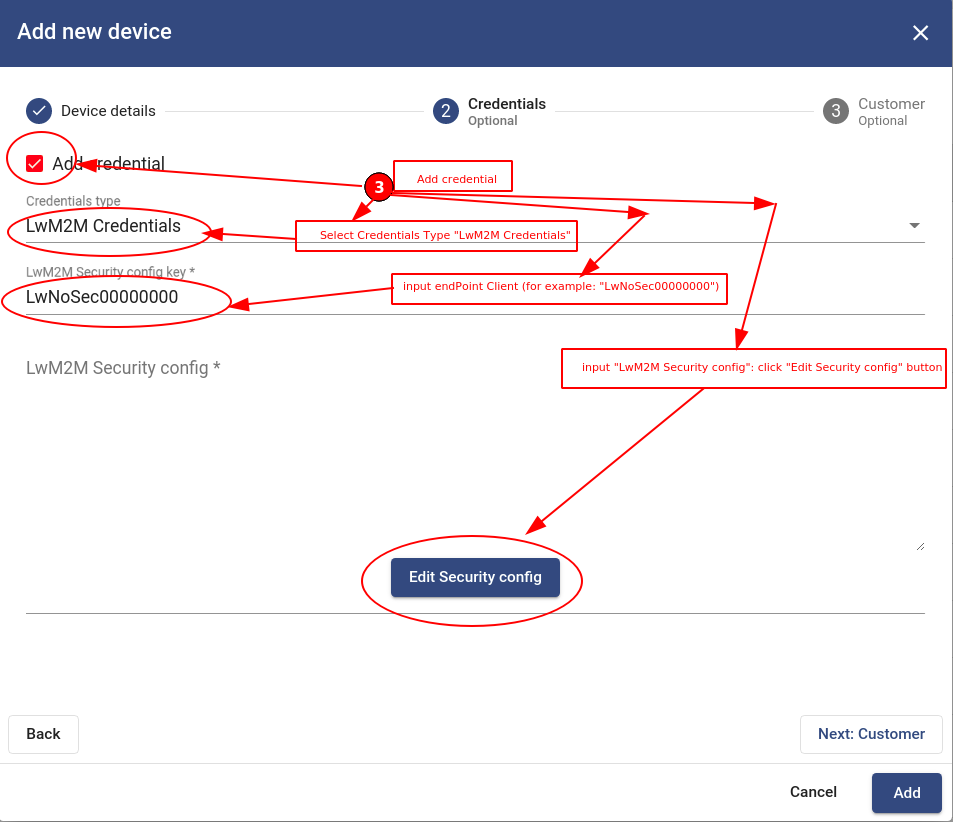 Add new device
Device details
2
Credentials
Optional
3
Customer
Optional
Add credential
3
Add credential
Credentials type
LwM2M Credentials
Select Credentials Type "LwM2M Credentials"
LwM2M Security config key *
LwNoSec00000000
input endPoint Client (for example: "LwNoSec00000000")
LwM2M Security config *
input "LwM2M Security config": click "Edit Security config" button
Edit Security config
Back
Next: Customer
Cancel
Add